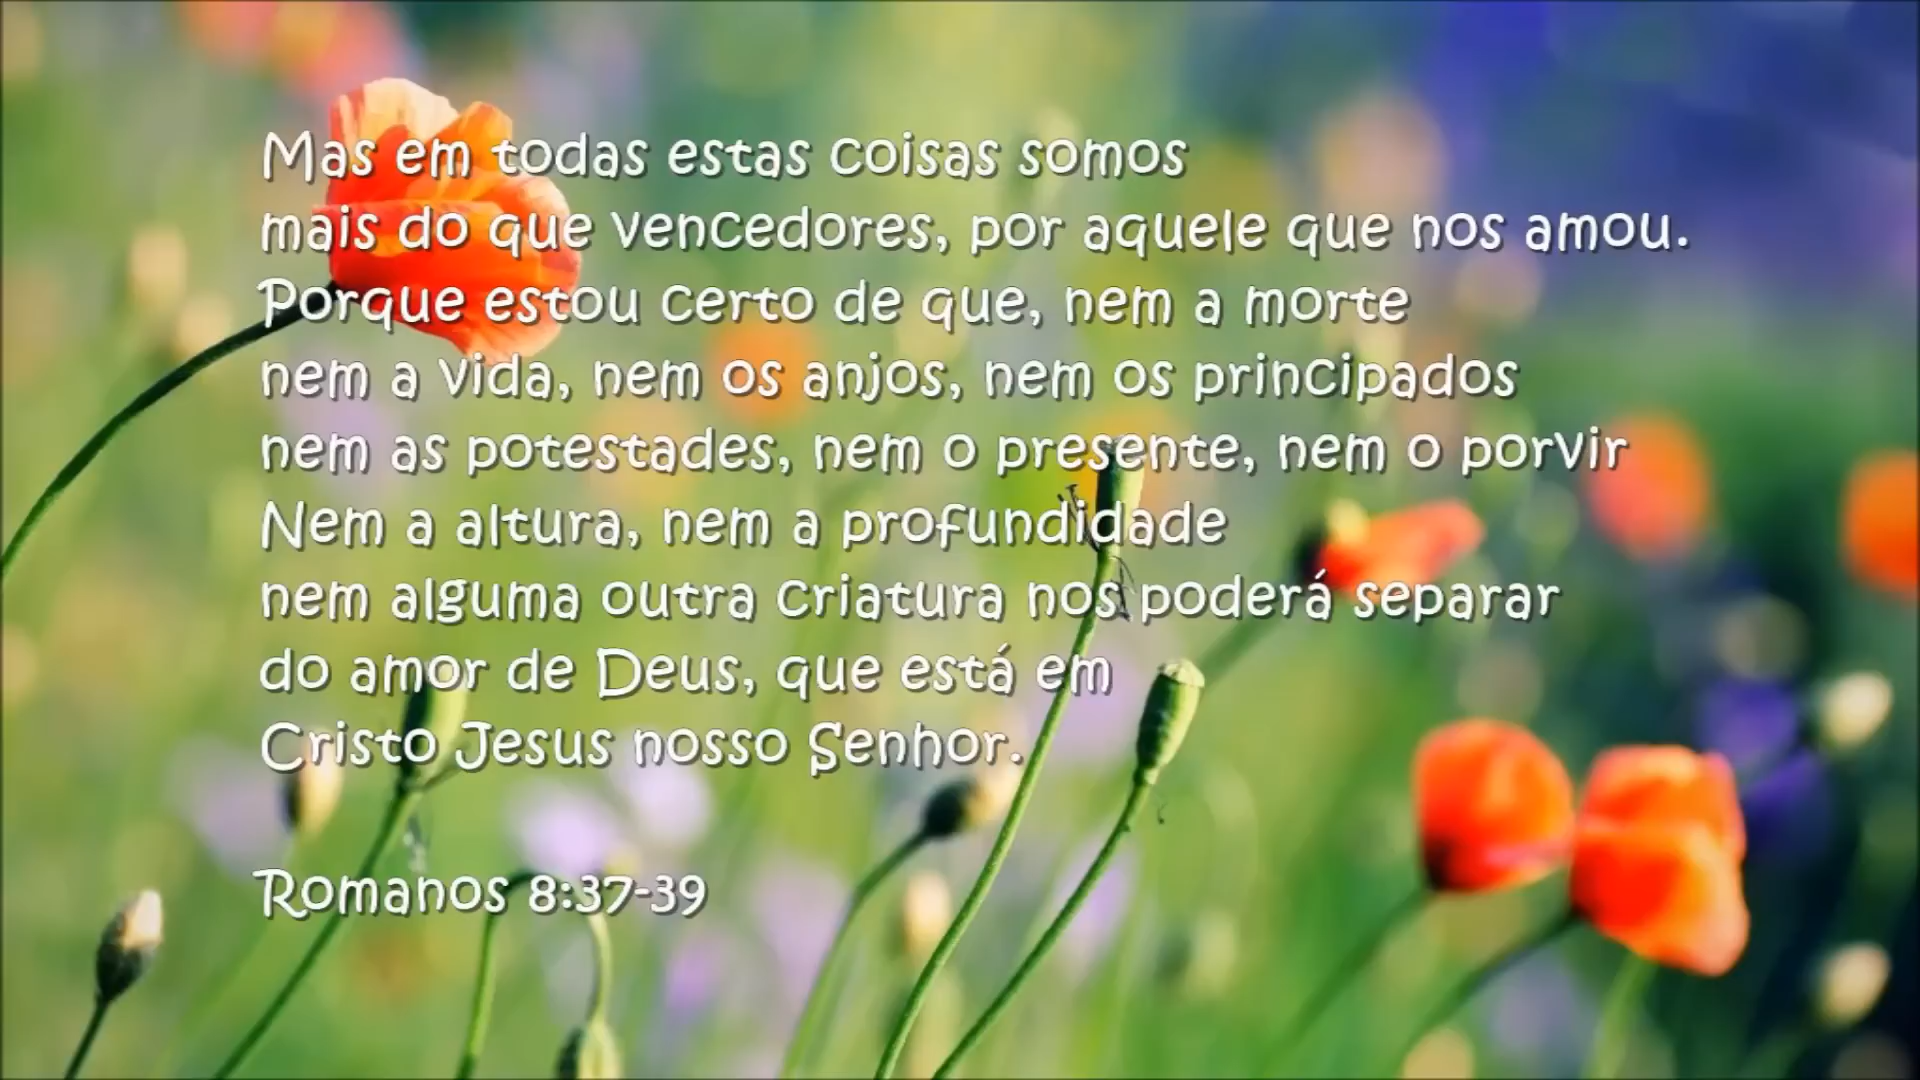 Mas em todas estas coisas somos
mais do que vencedores, por aquele que nos amou.
Porque estou certo de que, nem a morte
nem a vida, nem os anjos, nem os principados
nem as potestades, nem o presente, nem o porvir
Nem a altura, nem a profundidade
nem alguma outra criatura nos poderá separar
do amor de Deus, que está em
Cristo Jesus nosso Senhor.
Romanos 8:37-39